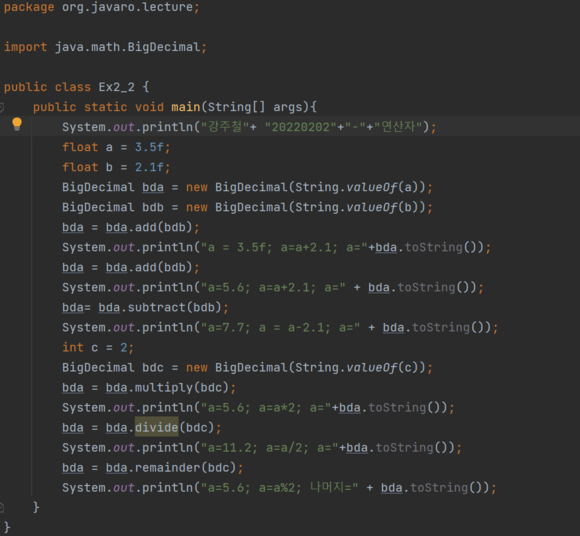 package org.javaro.lecture;
import java.math.BigDecimal;
public class Ex2_2 {
public static void main(String[] args){
System.out.println("강주철"+ "20220202"+"-"+"연산자");
float a = 3.5f;
float b = 2.1f;
BigDecimal bda = new BigDecimal(String.valueOf(a));
BigDecimal bdb = new BigDecimal(String.valueOf(b));
bda = bda.add(bdb);
System.out.println("a = 3.5f; a=a+2.1; a="+bda.toString());
bda = bda.add(bdb);
System.out.println("a=5.6; a=a+2.1; a=" + bda.toString());
bda= bda.subtract(bdb);
System.out.println("a=7.7; a = a-2.1; a=" + bda.toString());
int c = 2;
BigDecimal bdc = new BigDecimal(String.valueOf(c));
bda = bda.multiply(bdc);
System.out.println("a=5.6; a=a*2; a="+bda.toString());
bda = bda.divide(bdc);
System.out.println("a=11.2; a=a/2; a="+bda.toString());
bda = bda.remainder(bdc);
System.out.println("a=5.6; a=a%2; 나머지=" + bda.toString());
}
}